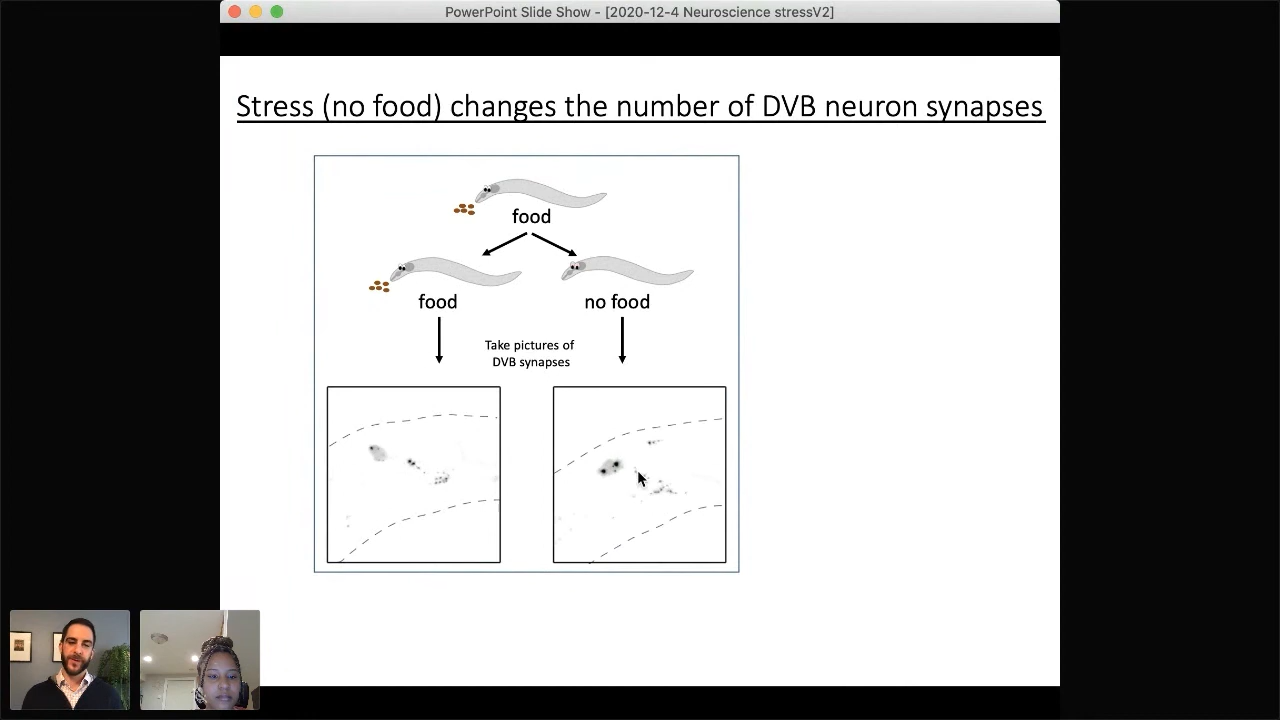 PowerPoint Slide Show - [2020-12-4 Neuroscience stressV2]
Stress (no food) changes the number of DVB neuron synapses
food
food
no food
Take pictures of
DVB synapses